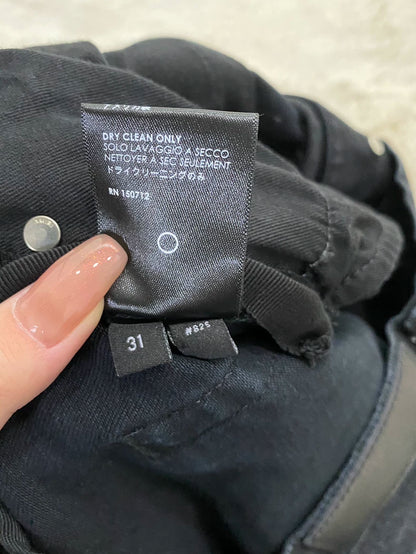 DRY CLEAN ONLY
SOLO LAVAGGIO A SECCO
NETTOYER À SEC SEULEMENT
ドライクリーニングのみ
RN 150712
31
#825